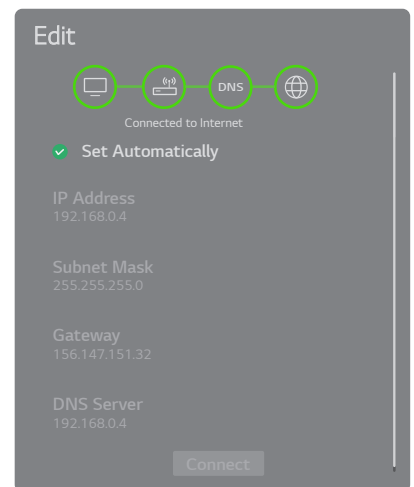 Edit
DNS
Connected to Internet
Set Automatically
IP Address
192.168.0.4
Subnet Mask
255.255.255.0
Gateway
156.147.151.32
DNS Server
192.168.0.4
Connect